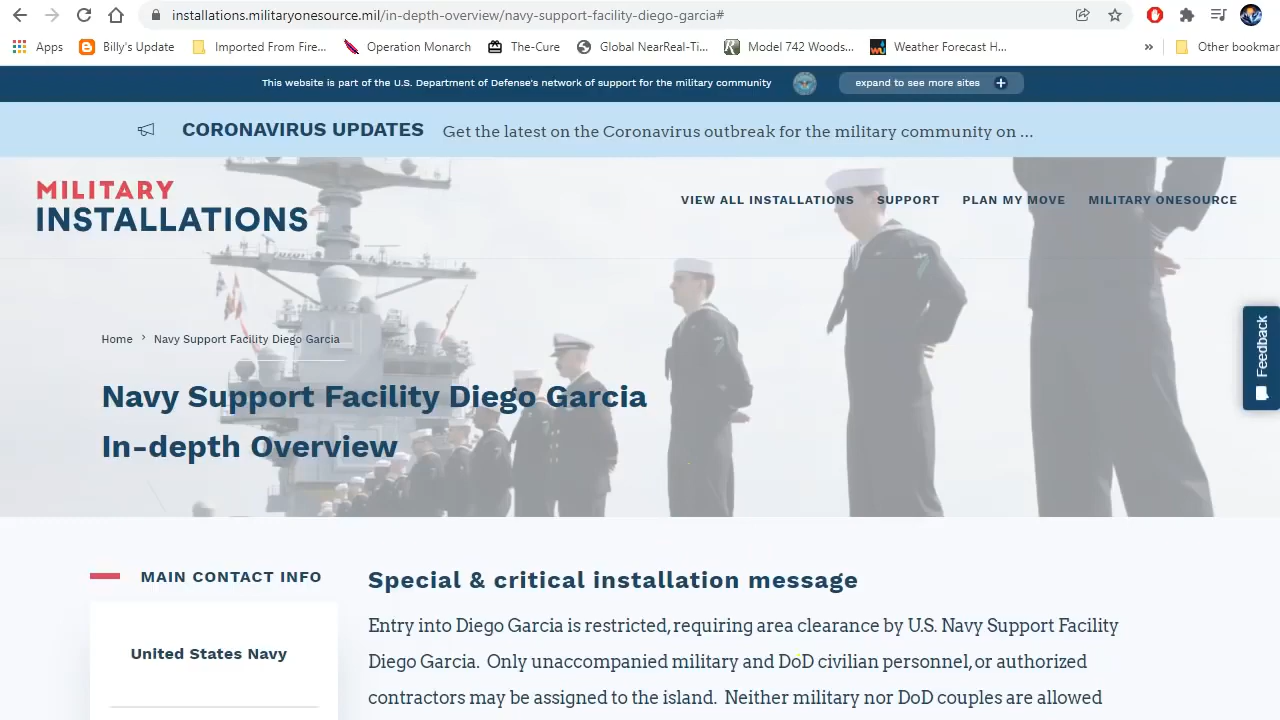 installations.militaryonesource.mil/in-depth-overview/navy-support-facility-diego-garcia#
Apps Billy's Update Imported From Fire... Operation Monarch The-Cure Global NearReal-Ti... Model 742 Woods... Weather Forecast H... » Other bookmar
This website is part of the U.S. Department of Defense's network of support for the military community expand to see more sites +
CORONAVIRUS UPDATES Get the latest on the Coronavirus outbreak for the military community on ...
MILITARY
INSTALLATIONS
VIEW ALL INSTALLATIONS SUPPORT PLAN MY MOVE MILITARY ONESOURCE
Feedback
Home > Navy Support Facility Diego Garcia
Navy Support Facility Diego Garcia
In-depth Overview
MAIN CONTACT INFO
United States Navy
Special & critical installation message
Entry into Diego Garcia is restricted, requiring area clearance by U.S. Navy Support Facility
Diego Garcia. Only unaccompanied military and DoD civilian personnel, or authorized
contractors may be assigned to the island. Neither military nor DoD couples are allowed